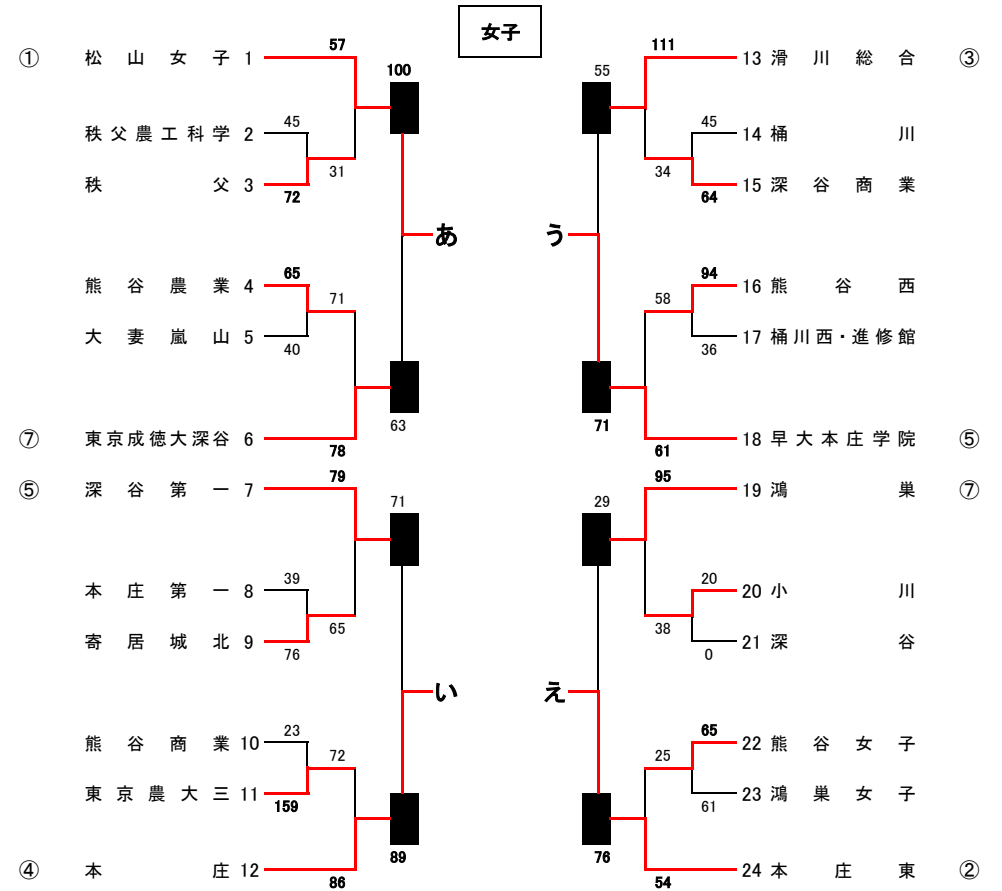 女子
① 松山女子 1 57 111 13 滑川総合 ③
100 55
秩父農工科学 2 45 45 14 桶川
31 34
秩父 3 72 64 15 深谷商業
あ う
熊谷農業 4 65 94 16 熊谷西
71 58
大妻嵐山 5 40 36 17 桶川西・進修館
63 71
⑦ 東京成徳大深谷 6 78 61 18 早大本庄学院 ⑤
⑤ 深谷第一 7 79 95 19 鴻巣 ⑦
71 29
本庄第一 8 39 20 20 小川
65 38
寄居城北 9 76 0 21 深谷
い え
熊谷商業 10 23 65 22 熊谷女子
72 25
東京農大三 11 159 61 23 鴻巣女子
89 76
④ 本庄 12 86 54 24 本庄東 ②